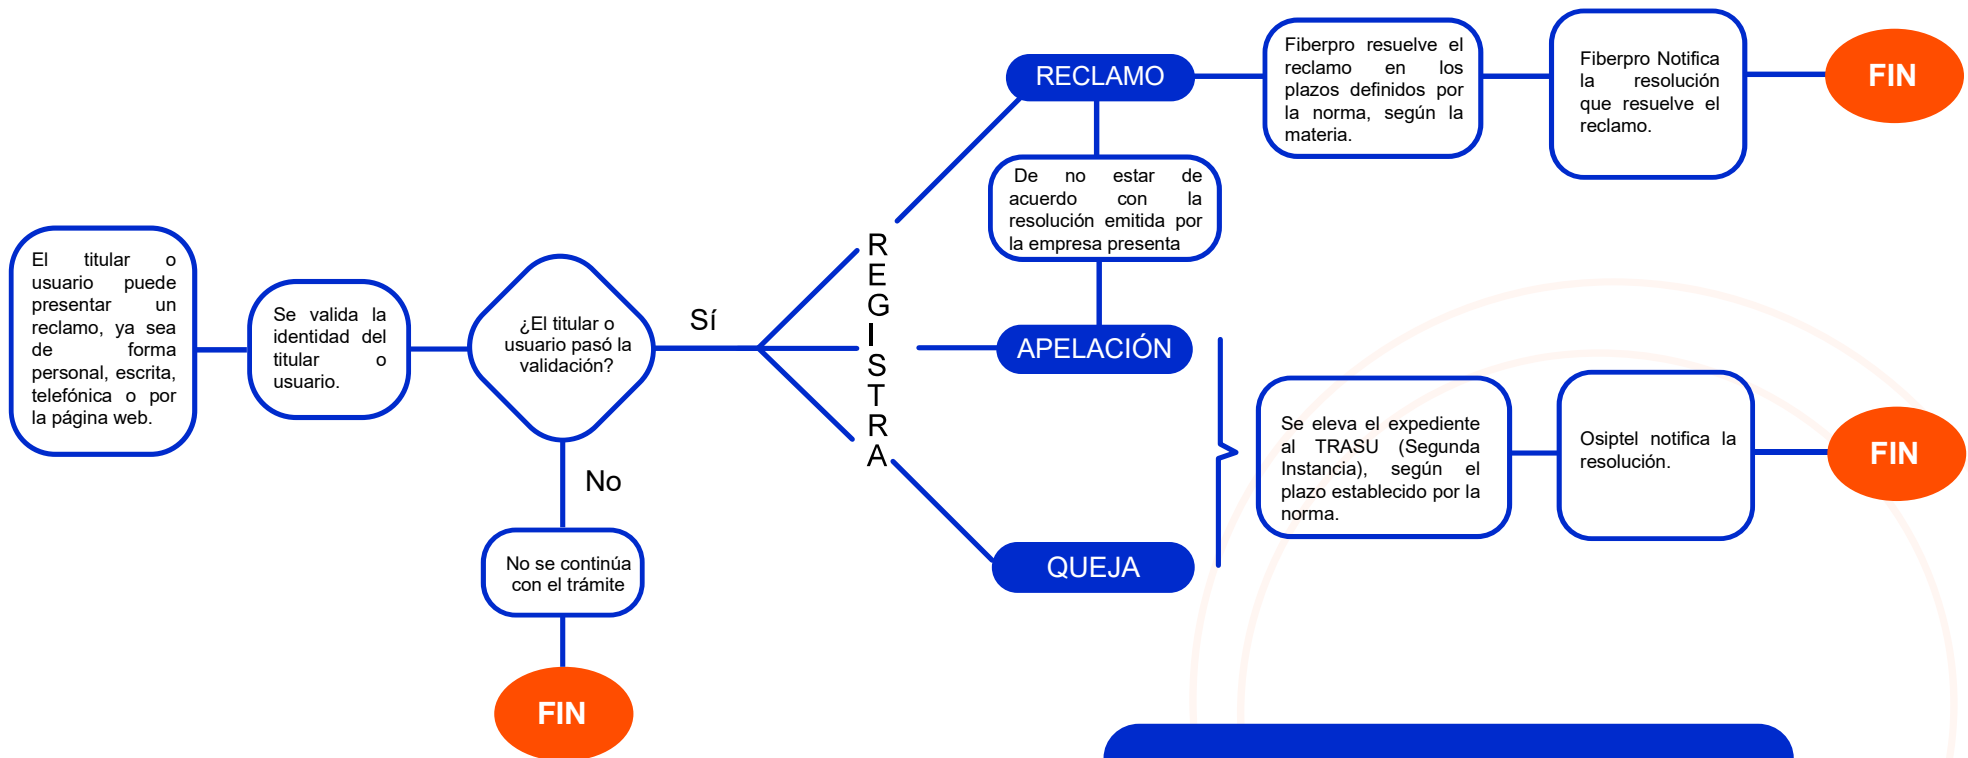 El titular o
usuario puede
presentar un
reclamo, ya sea
de forma
personal, escrita,
telefónica o por
la página web.
Se valida la
identidad del
titular o
usuario.
¿El titular o
usuario pasó la
validación?
Sí
No
No se continúa
con el trámite
FIN
REGISTRA
RECLAMO
Fiberpro resuelve el
reclamo en los
plazos definidos por
la norma, según la
materia.
Fiberpro Notifica
la resolución
que resuelve el
reclamo.
FIN
De no estar de
acuerdo con la
resolución emitida por
la empresa presenta
APELACIÓN
QUEJA
Se eleva el expediente
al TRASU (Segunda
Instancia), según el
plazo establecido por la
norma.
Osiptel notifica la
resolución.
FIN